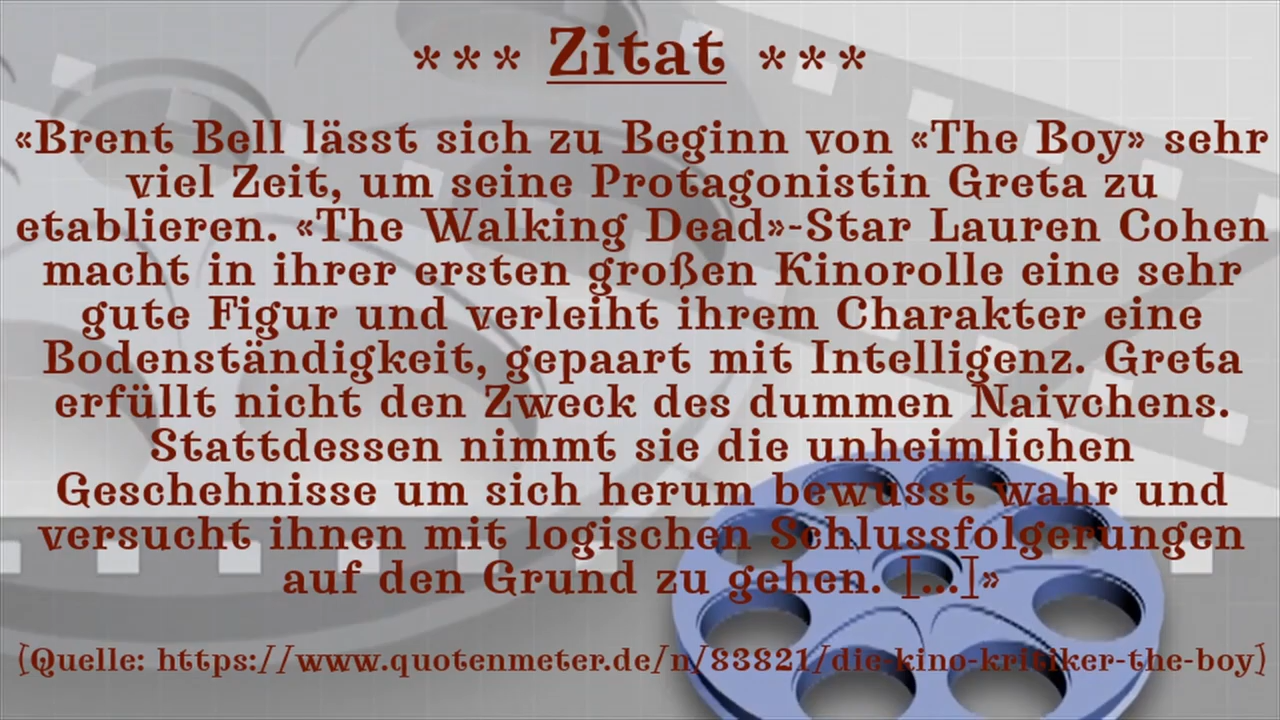 *** Zitat ***
«Brent Bell lässt sich zu Beginn von «The Boy» sehr
viel Zeit, um seine Protagonistin Greta zu
etablieren. «The Walking Dead»-Star Lauren Cohen
macht in ihrer ersten großen Kinorolle eine sehr
gute Figur und verleiht ihrem Charakter eine
Bodenständigkeit, gepaart mit Intelligenz. Greta
erfüllt nicht den Zweck des dummen Naivchens.
Stattdessen nimmt sie die unheimlichen
Geschehnisse um sich herum bewusst wahr und
versucht ihnen mit logischen Schlussfolgerungen
auf den Grund zu gehen. [...]»
(Quelle: https://www.quotenmeter.de/n/83821/die-kino-kritiker-the-boy)